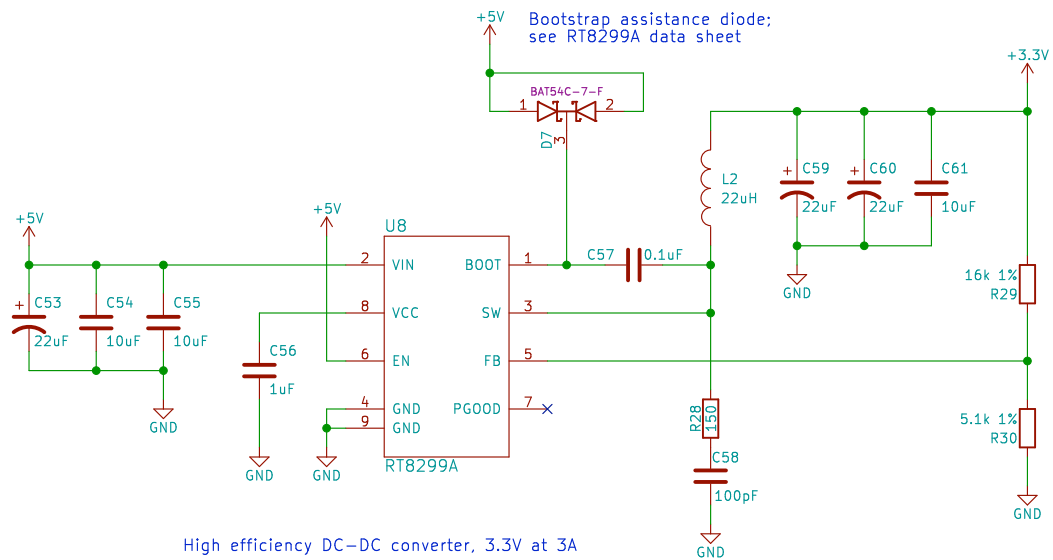 +5V
Bootstrap assistance diode;
see RT8299A data sheet
+3.3V
BAT54C-7-F
1
2
3
D7
+
C59
22uF
+
C60
22uF
C61
10uF
GND
L2
22uH
+5V
+5V
U8
2
VIN
BOOT
1
C57
0.1uF
16k 1%
R29
+
C53
22uF
C54
10uF
C55
10uF
8
VCC
SW
3
C56
1uF
6
EN
FB
5
4
GND
PGOOD
7
9
GND
R28
150
5.1k 1%
R30
GND
GND
GND
RT8299A
C58
100pF
GND
GND
High efficiency DC-DC converter, 3.3V at 3A